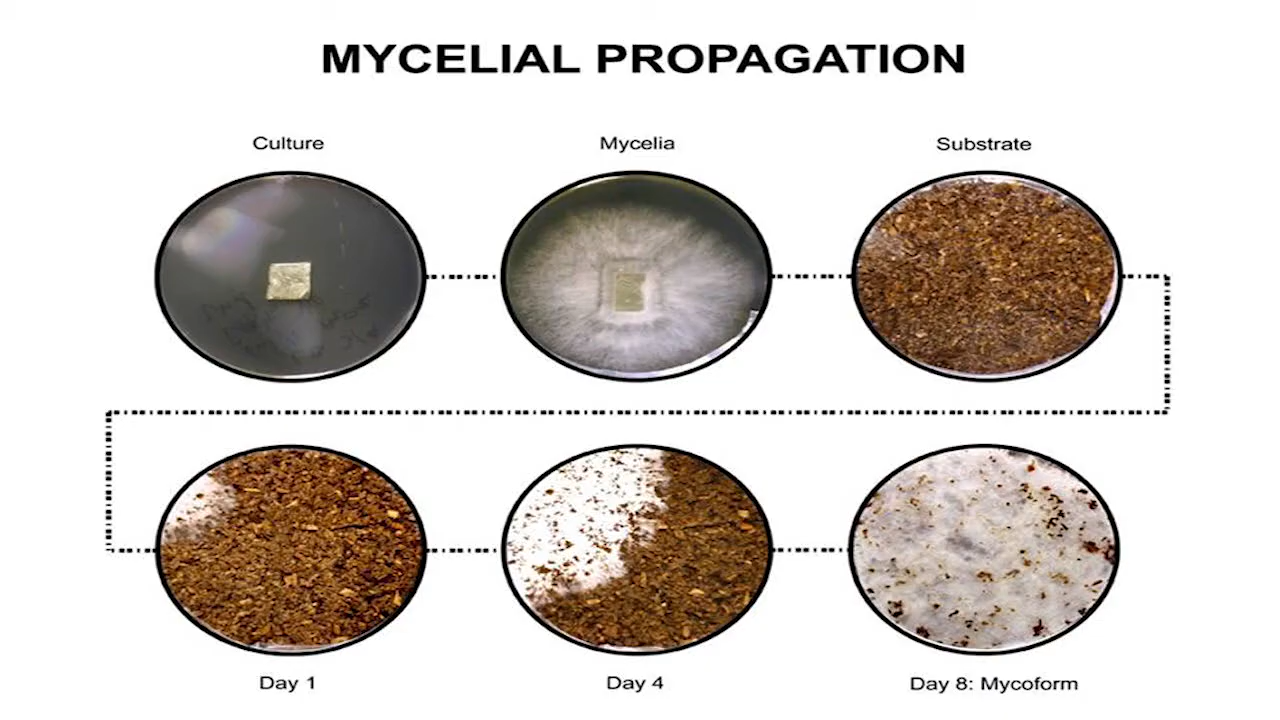 MYCELIAL PROPAGATION
Culture
Mycelia
Substrate
Day 1
Day 4
Day 8: Mycoform